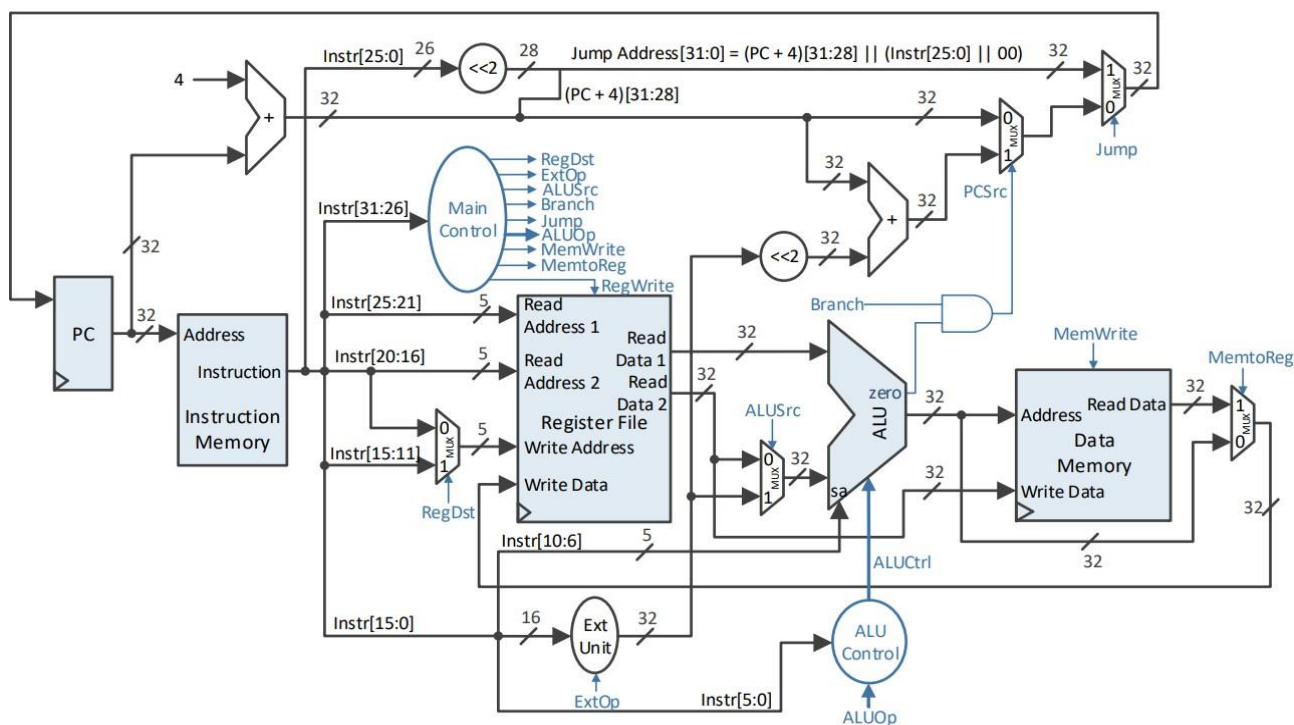 Instr[25:0]
26
<<2
28
Jump Address[31:0] = (PC + 4)[31:28] || (Instr[25:0] || 00)
32
1
MUX
0
32
Jump
4
+
32
(PC + 4)[31:28]
32
0
MUX
1
PCSrc
RegDst
ExtOp
ALUSrc
Branch
Jump
ALUOp
MemWrite
MemtoReg
RegWrite
Main
Control
Instr[31:26]
32
+
32
<<2
32
32
PC
32
Address
Instruction
Instruction
Memory
Instr[25:21]
5
Instr[20:16]
5
Instr[15:11]
0
MUX
1
5
RegDst
Read
Address 1
Read
Address 2
Read
Data 1
Read
Data 2
Register File
Write Address
Write Data
32
32
ALUSrc
0
MUX
1
32
Branch
zero
ALU
sa
32
MemWrite
Address
Read Data
Data
Memory
Write Data
32
32
MemtoReg
1
MUX
0
32
32
Instr[10:6]
5
ALUCtrl
Instr[15:0]
16
Ext
Unit
32
ExtOp
ALU
Control
Instr[5:0]
ALUOp